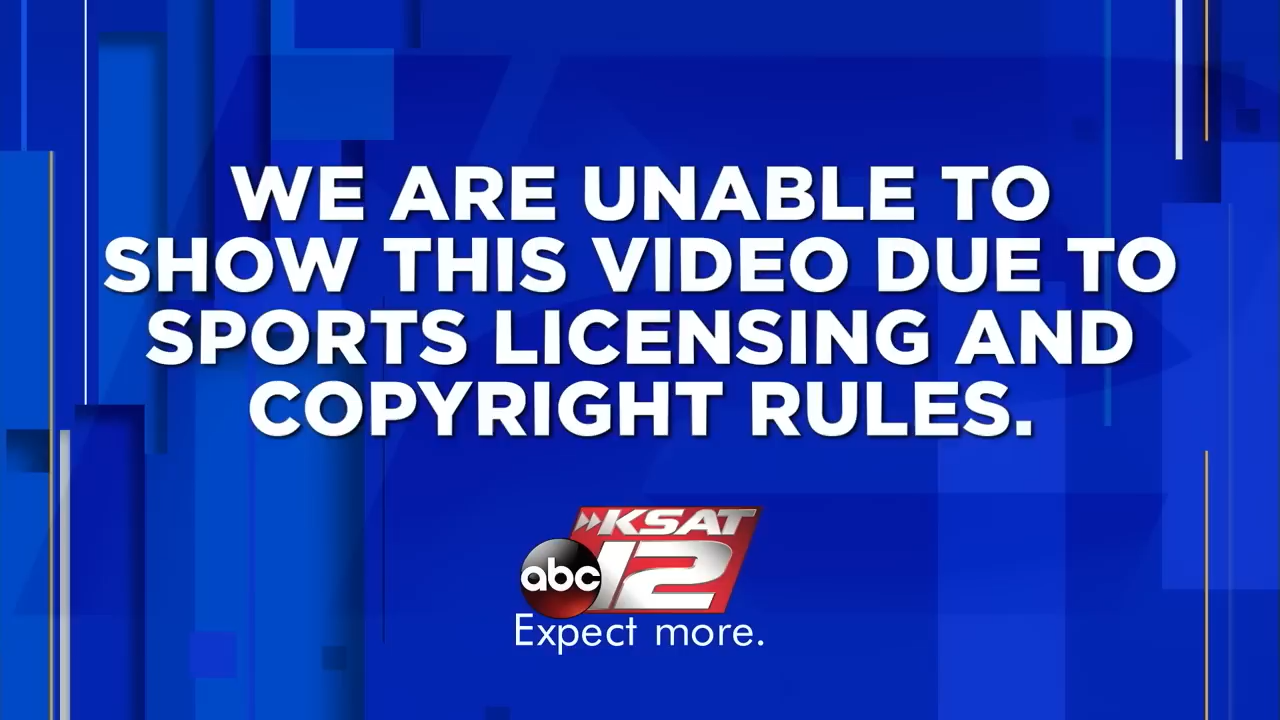 WE ARE UNABLE TO
SHOW THIS VIDEO DUE TO
SPORTS LICENSING AND
COPYRIGHT RULES.
KSAT
abc 12
Expect more.